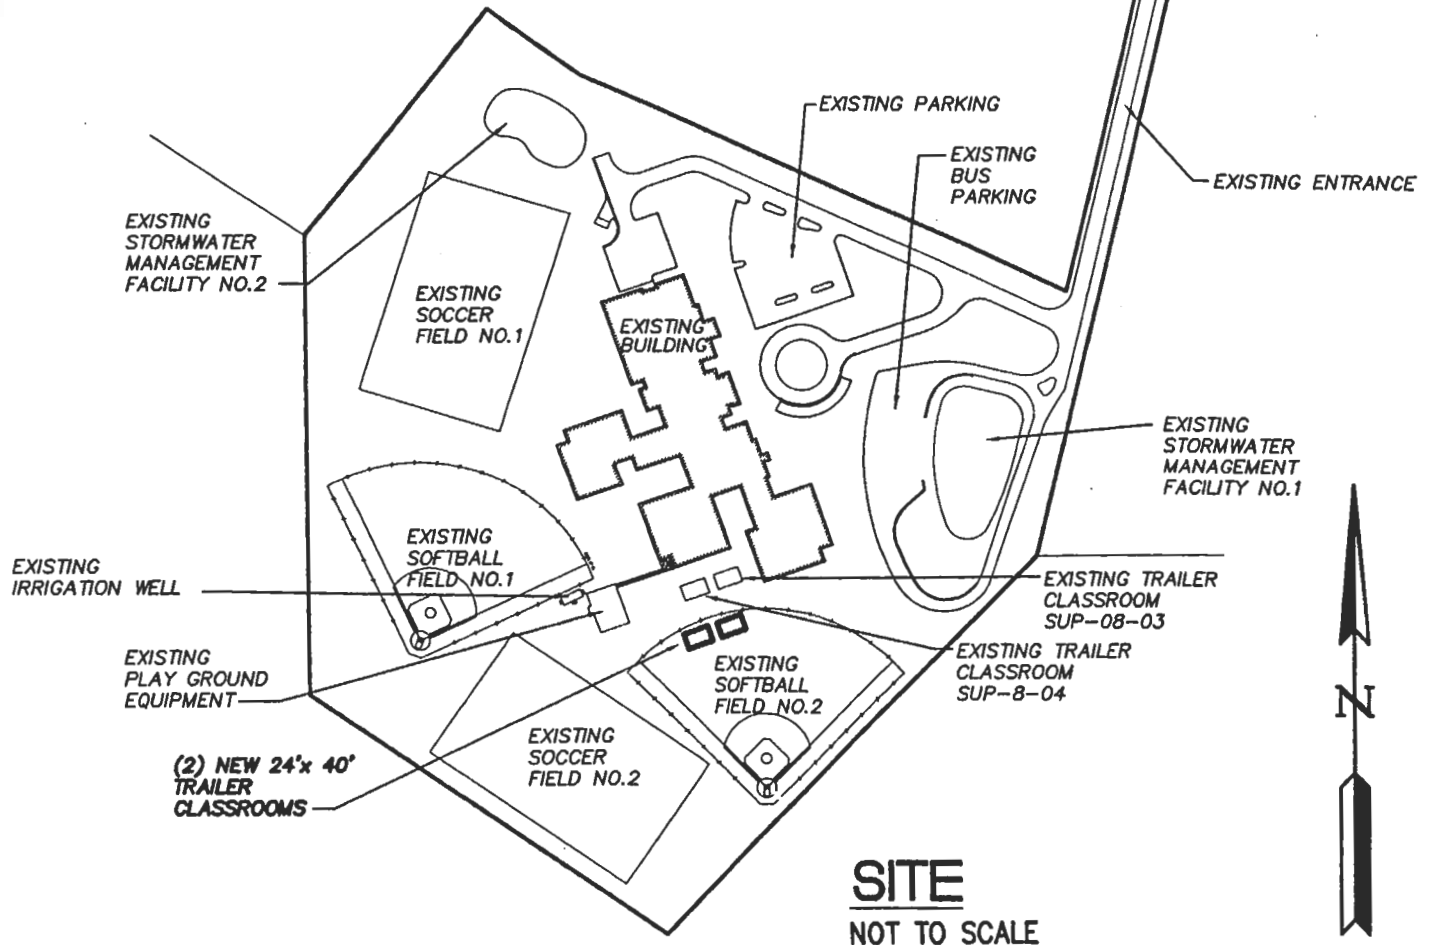 EXISTING PARKING
EXISTING
BUS
PARKING
EXISTING ENTRANCE
EXISTING
STORMWATER
MANAGEMENT
FACILITY NO.2
EXISTING
SOCCER
FIELD NO.1
EXISTING
BUILDING
EXISTING
STORMWATER
MANAGEMENT
FACILITY NO.1
EXISTING
SOFTBALL
FIELD NO.1
EXISTING
IRRIGATION WELL
EXISTING TRAILER
CLASSROOM
SUP-08-03
EXISTING TRAILER
CLASSROOM
SUP-8-04
EXISTING
PLAY GROUND
EQUIPMENT
EXISTING
SOFTBALL
FIELD NO.2
EXISTING
SOCCER
FIELD NO.2
(2) NEW 24'x 40'
TRAILER
CLASSROOMS
N
SITE
NOT TO SCALE